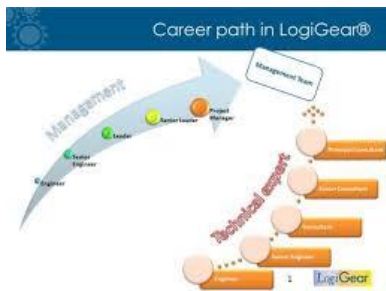 Career path in LogiGear®
Management Team
Management
Project
Manager
Senior Leader
Leader
Senior
Engineer
Engineer
Technical expert
Principal Consultant
Senior Consultant
Consultant
Senior Engineer
Engineer
1
LogiGear